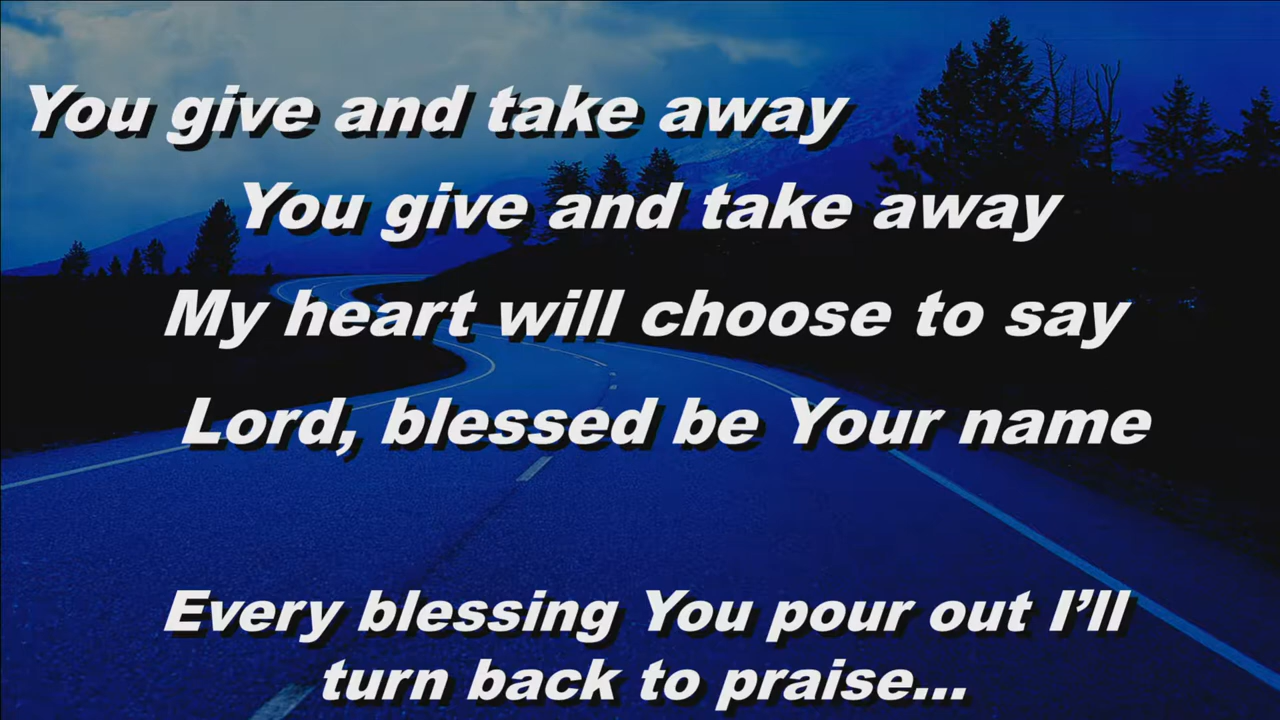 You give and take away
You give and take away
My heart will choose to say
Lord, blessed be Your name
Every blessing You pour out I’ll
turn back to praise...